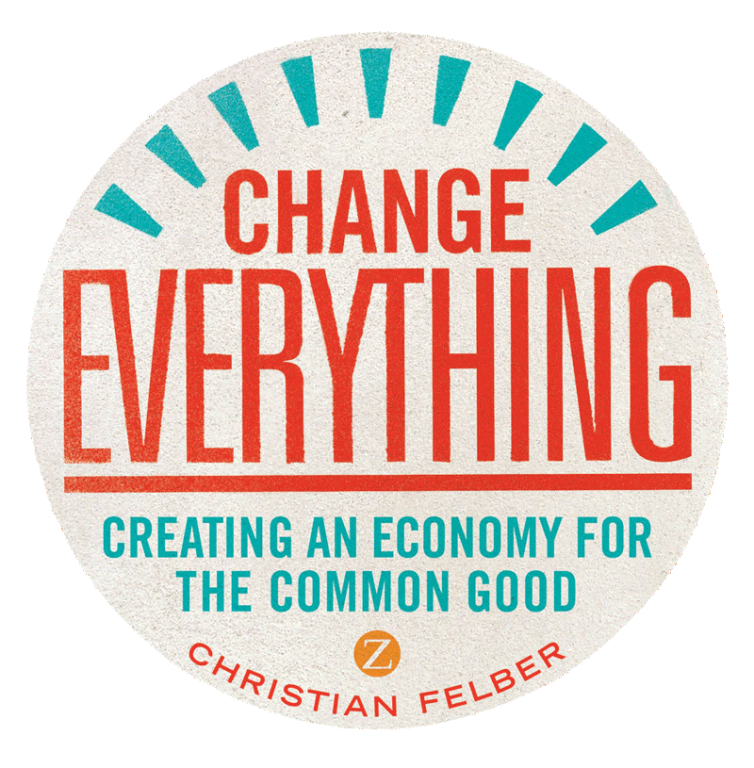 CHANGE
EVERYTHING
CREATING AN ECONOMY FOR
THE COMMON GOOD
Z
CHRISTIAN FELBER